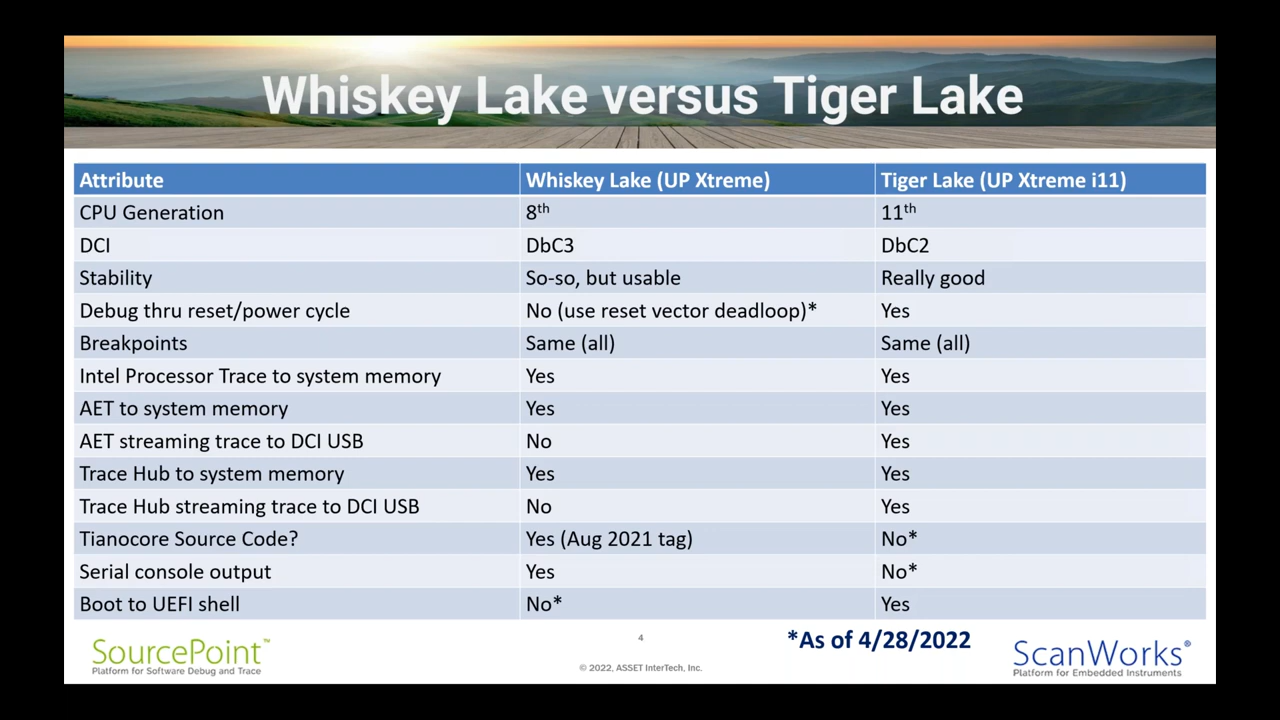 Whiskey Lake versus Tiger Lake
Attribute Whiskey Lake (UP Xtreme) Tiger Lake (UP Xtreme i11)
CPU Generation 8th 11th
DCI DbC3 DbC2
Stability So-so, but usable Really good
Debug thru reset/power cycle No (use reset vector deadloop)* Yes
Breakpoints Same (all) Same (all)
Intel Processor Trace to system memory Yes Yes
AET to system memory Yes Yes
AET streaming trace to DCI USB No Yes
Trace Hub to system memory Yes Yes
Trace Hub streaming trace to DCI USB No Yes
Tianocore Source Code? Yes (Aug 2021 tag) No*
Serial console output Yes No*
Boot to UEFI shell No* Yes
*As of 4/28/2022
SourcePoint™
Platform for Software Debug and Trace
4
© 2022, ASSET InterTech, Inc.
ScanWorks®
Platform for Embedded Instruments